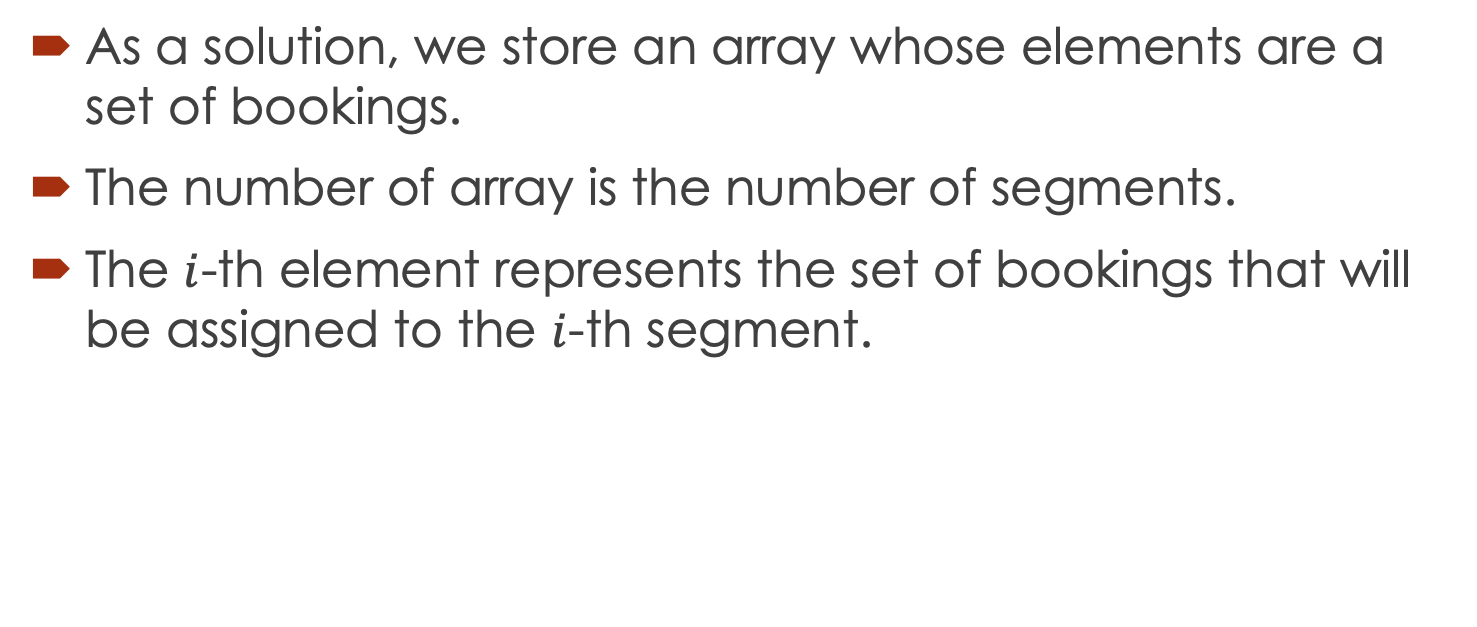 As a solution, we store an array whose elements are a
set of bookings.
The number of array is the number of segments.
The i-th element represents the set of bookings that will
be assigned to the i-th segment.